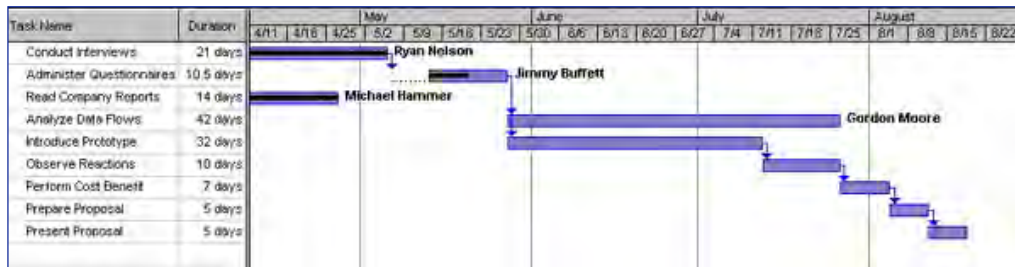 Task Name Duration May June July August
4/11 4/18 4/25 5/2 5/9 5/16 5/23 5/30 6/6 6/13 6/20 6/27 7/4 7/11 7/18 7/25 8/1 8/8 8/15 8/22
Conduct Interviews 21 days Ryan Nelson
Administer Questionnaires 10.5 days Jimmy Buffett
Read Company Reports 14 days Michael Hammer
Analyze Data Flows 42 days Gordon Moore
Introduce Prototype 32 days
Observe Reactions 10 days
Perform Cost Benefit 7 days
Prepare Proposal 5 days
Present Proposal 5 days